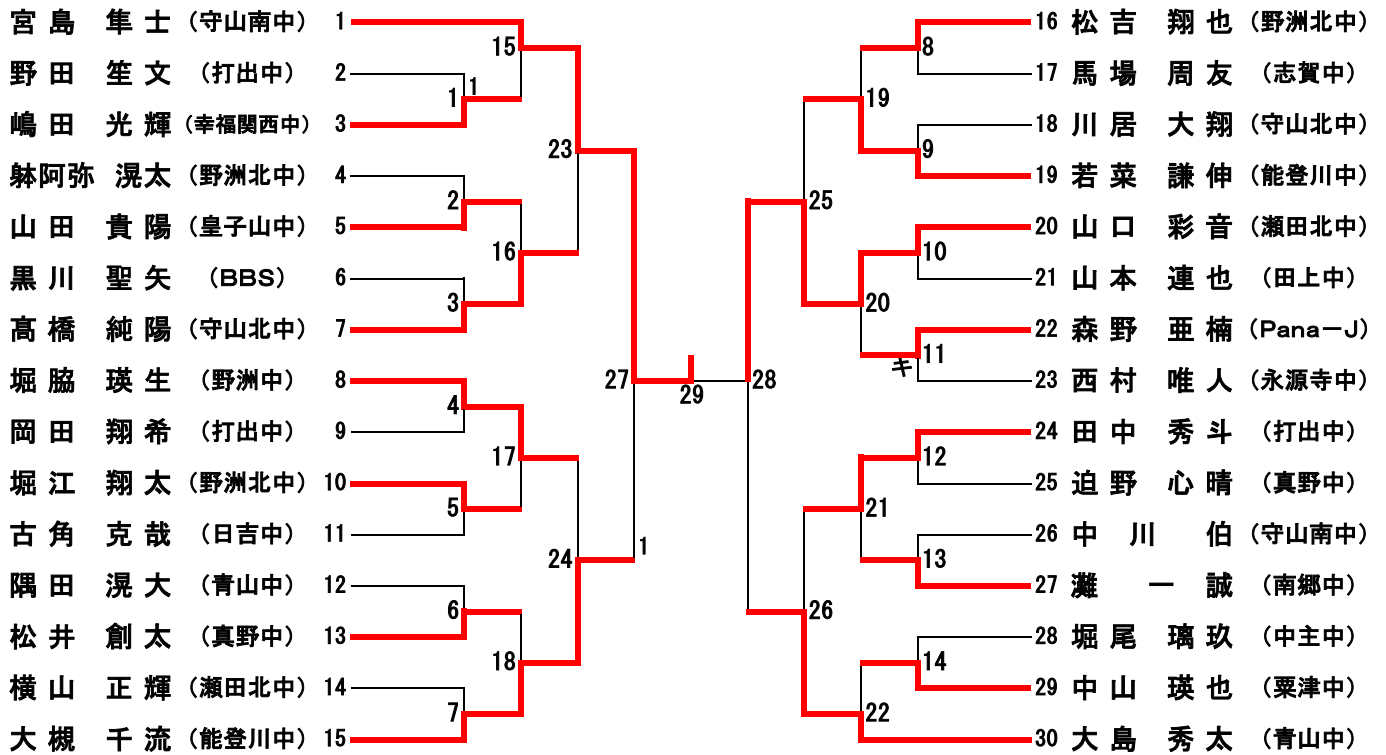 宮島 隼士 (守山南中) 1
野田 笙文 (打出中) 2
嶋田 光輝 (幸福関西中) 3
躰阿弥 滉太 (野洲北中) 4
山田 貴陽 (皇子山中) 5
黒川 聖矢 (BBS) 6
髙橋 純陽 (守山北中) 7
堀脇 瑛生 (野洲中) 8
岡田 翔希 (打出中) 9
堀江 翔太 (野洲北中) 10
古角 克哉 (日吉中) 11
隅田 滉大 (青山中) 12
松井 創太 (真野中) 13
横山 正輝 (瀬田北中) 14
大槻 千流 (能登川中) 15
15
1 1
2
3
4
5
6
7
16
17
18
23
24
27 1
29
28
25
26
19
20
21
22
8
9
10
11 キ
12
13
14
16 松吉 翔也 (野洲北中)
17 馬場 周友 (志賀中)
18 川居 大翔 (守山北中)
19 若菜 謙伸 (能登川中)
20 山口 彩音 (瀬田北中)
21 山本 連也 (田上中)
22 森野 亜楠 (Pana－J)
23 西村 唯人 (永源寺中)
24 田中 秀斗 (打出中)
25 迫野 心晴 (真野中)
26 中川 伯 (守山南中)
27 灘 一誠 (南郷中)
28 堀尾 璃玖 (中主中)
29 中山 瑛也 (粟津中)
30 大島 秀太 (青山中)